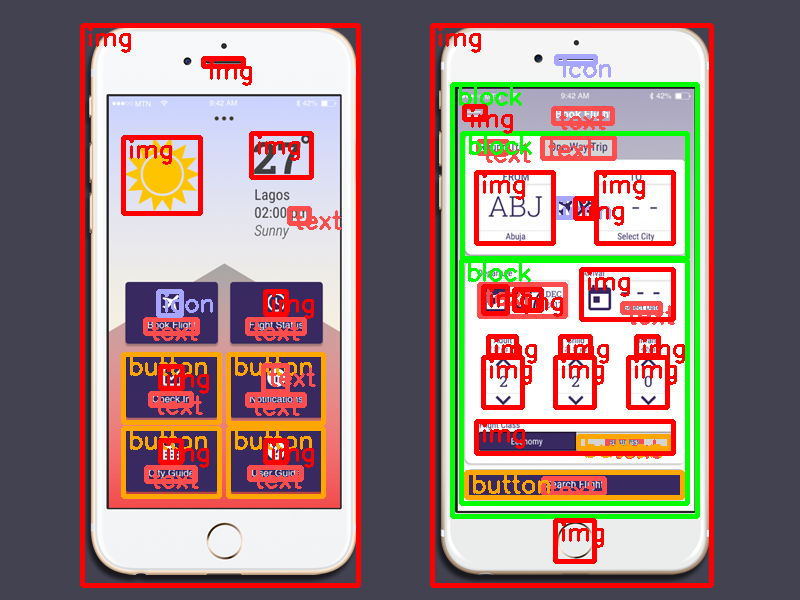 img
img
MTN 9:42 AM 42%
img
img
27°
Lagos
02:00
text
Sunny
icon
Book Flight
text
img
Flight Status
text
button
img
Check In
text
button
text
Notifications
text
button
img
City Guide
text
button
img
User Guide
text
img
icon
block
9:42 AM 42%
img
Book Flight
text
block
text
One Way Trip
text
img
FROM
ABJ
Abuja
img
img
TO
- -
Select City
block
img
img
DEC
img
- -
text
img
img
2
img
img
2
img
img
0
Flight Class
img
Economy
button
text
button
Search Flight
text
img